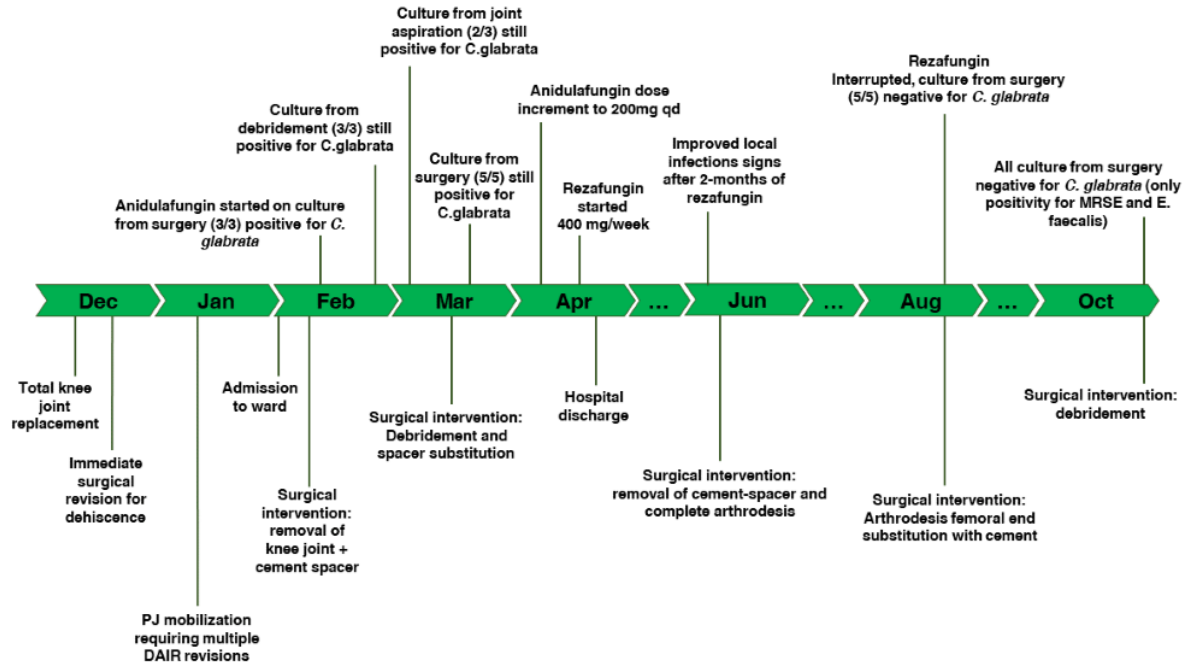 Culture from joint
aspiration (2/3) still
positive for C.glabrata
Culture from
debridement (3/3) still
positive for C.glabrata
Anidulafungin started on culture
from surgery (3/3) positive for C.
glabrata
Culture from
surgery (5/5) still
positive for
C.glabrata
Anidulafungin dose
increment to 200mg qd
Rezafungin
started
400 mg/week
Improved local
infections signs
after 2-months of
rezafungin
Rezafungin
Interrupted, culture from surgery
(5/5) negative for C. glabrata
All culture from surgery
negative for C. glabrata (only
positivity for MRSE and E.
faecalis)
Dec Jan Feb Mar Apr ... Jun ... Aug ... Oct
Total knee
joint
replacement
Immediate
surgical
revision for
dehiscence
PJ mobilization
requiring multiple
DAIR revisions
Admission
to ward
Surgical
intervention:
removal of
knee joint +
cement spacer
Surgical intervention:
Debridement and
spacer substitution
Hospital
discharge
Surgical intervention:
removal of cement-spacer and
complete arthrodesis
Surgical intervention:
Arthrodesis femoral end
substitution with cement
Surgical intervention:
debridement